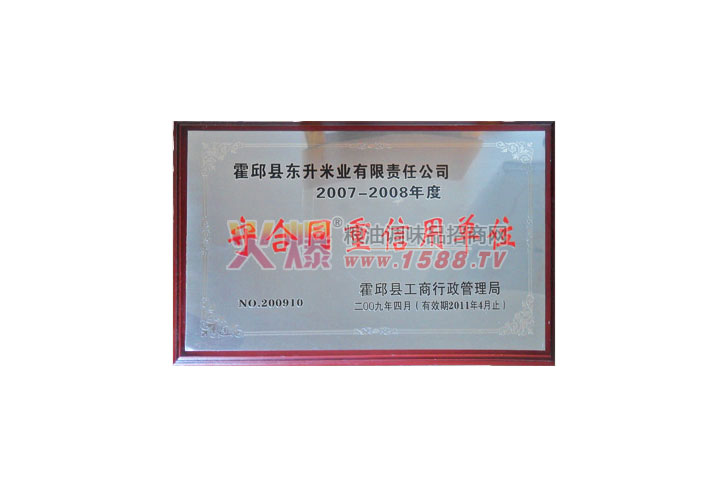 霍邱县东升米业有限责任公司
2007-2008年度
守合同重信用单位
火爆®粮油调味品招商网
www.1588.TV
霍邱县工商行政管理局
NO.200910
二00九年四月（有效期2011年4月止）